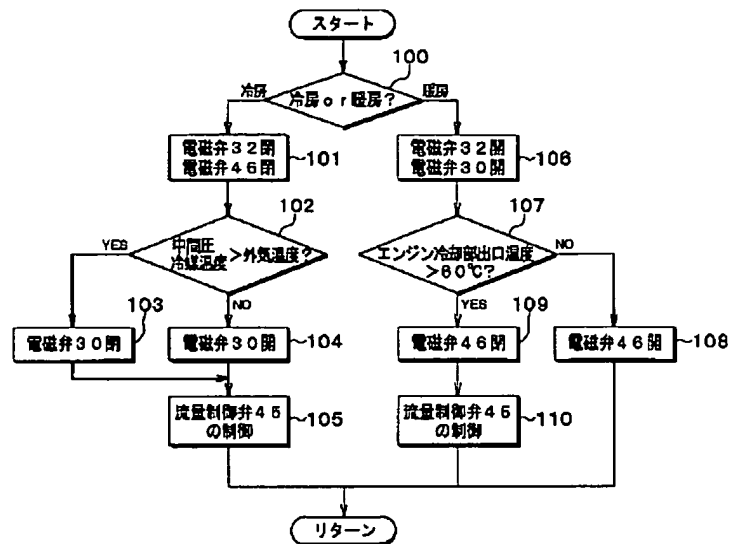 スタート
100
冷房or暖房?
冷房
暖房
電磁弁32閉
電磁弁46閉
101
電磁弁32開
電磁弁30開
106
102
中間圧
冷媒温度
>外気温度?
YES
NO
107
エンジン冷却部出口温度
>60℃?
YES
NO
103
電磁弁30閉
電磁弁30開
104
109
電磁弁46閉
電磁弁46開
108
流量制御弁45
の制御
105
流量制御弁45
の制御
110
リターン